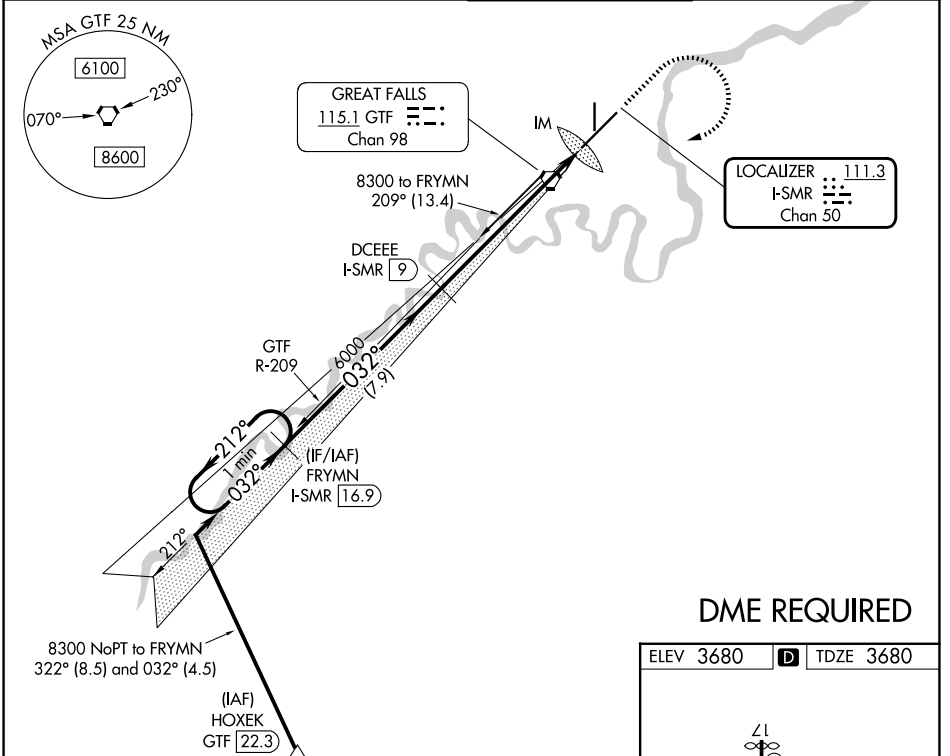 MSA GTF 25 NM
6100
070°
230°
8600
GREAT FALLS
115.1 GTF
Chan 98
IM
LOCALIZER 111.3
I-SMR
Chan 50
8300 to FRYMN
209° (13.4)
DCEEE
I-SMR 9
GTF
R-209
6000
032°
(7.9)
212°
1 min
032°
(IF/IAF)
FRYMN
I-SMR 16.9
212°
8300 NoPT to FRYMN
322° (8.5) and 032° (4.5)
(IAF)
HOXEK
GTF 22.3
DME REQUIRED
ELEV 3680 D TDZE 3680
17